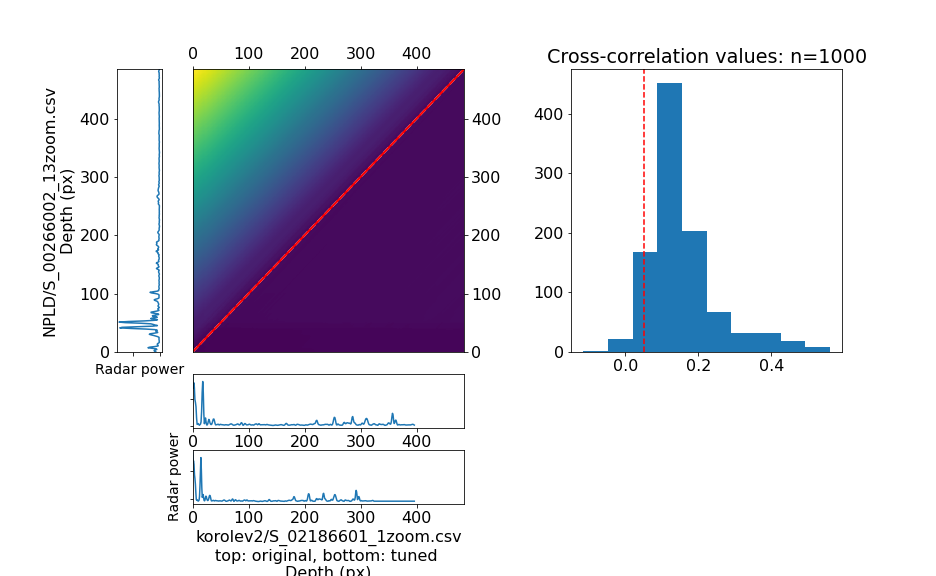 Cross-correlation values: n=1000
0 100 200 300 400
NPLD/S_00266002_13zoom.csv
Depth (px)
400
300
200
100
0
Radar power
400
300
200
100
0
400
300
200
100
0
0.0 0.2 0.4
0 100 200 300 400
Radar power
0 100 200 300 400
korolev2/S_02186601_1zoom.csv
top: original, bottom: tuned
Depth (px)